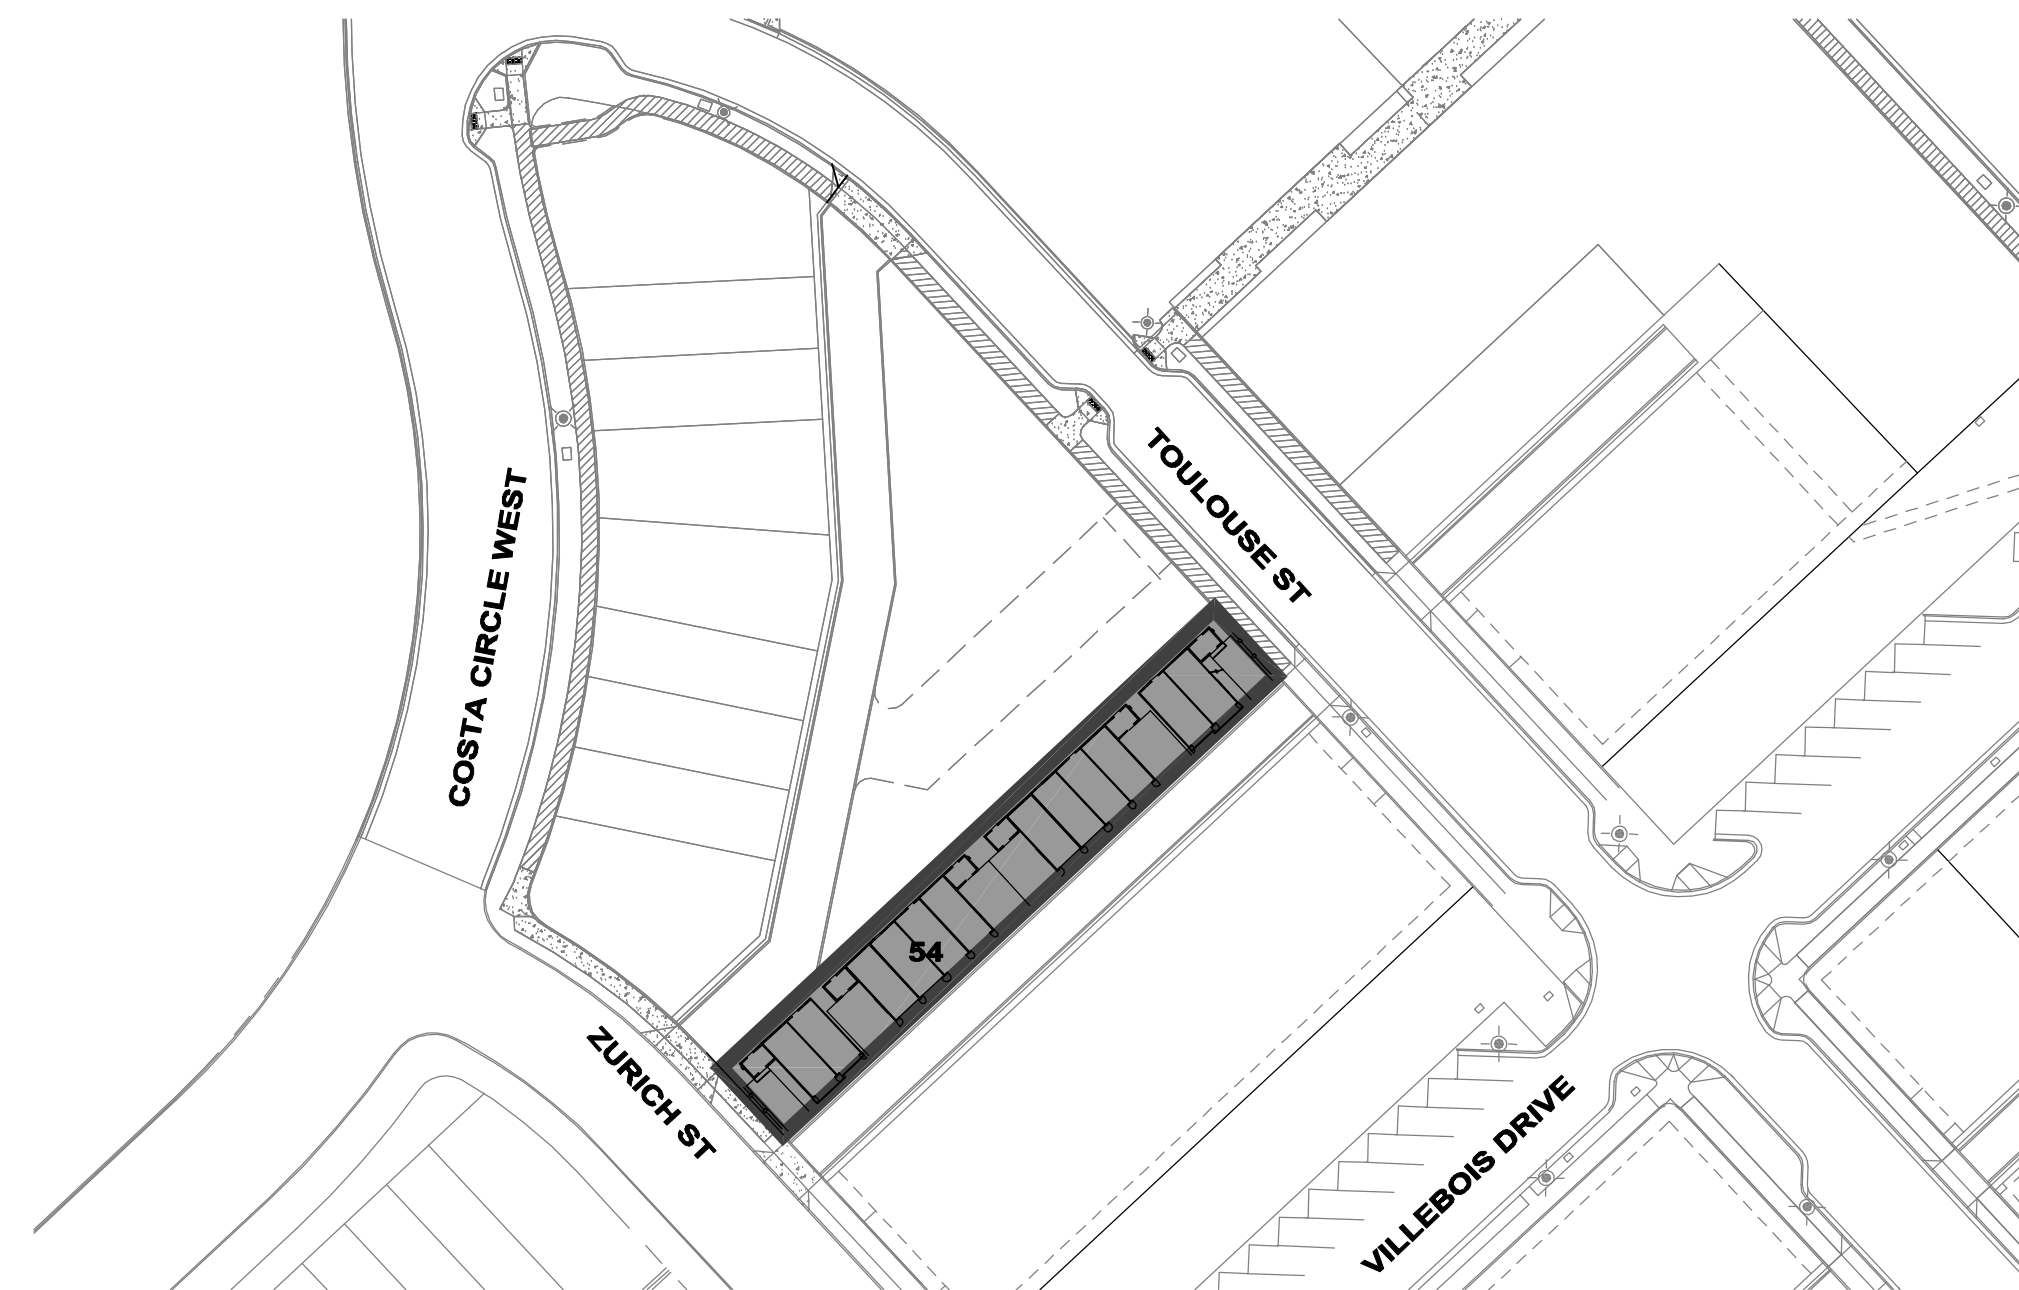 TOULOUSE ST
COSTA CIRCLE WEST
54
ZURICH ST
VILLEBOIS DRIVE